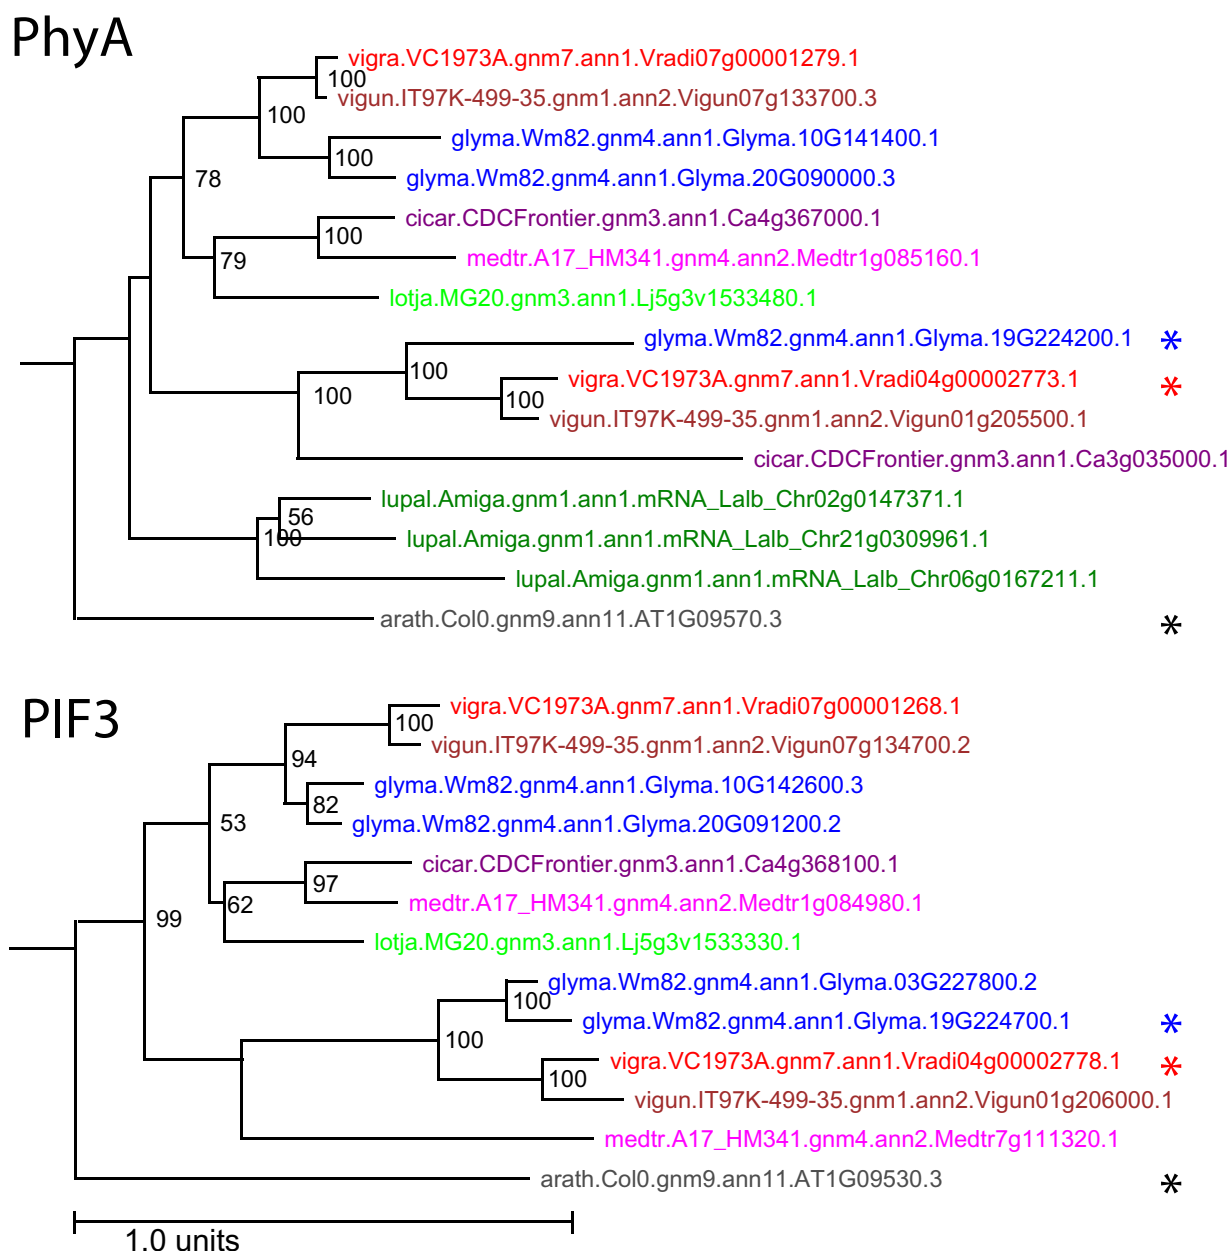 PhyA
vigra.VC1973A.gnm7.ann1.Vradi07g00001279.1
100
vigun.IT97K-499-35.gnm1.ann2.Vigun07g133700.3
100
glyma.Wm82.gnm4.ann1.Glyma.10G141400.1
100
glyma.Wm82.gnm4.ann1.Glyma.20G090000.3
78
cicar.CDCFrontier.gnm3.ann1.Ca4g367000.1
100
medtr.A17_HM341.gnm4.ann2.Medtr1g085160.1
79
lotja.MG20.gnm3.ann1.Lj5g3v1533480.1
glyma.Wm82.gnm4.ann1.Glyma.19G224200.1 *
100
vigra.VC1973A.gnm7.ann1.Vradi04g00002773.1 *
100
100
vigun.IT97K-499-35.gnm1.ann2.Vigun01g205500.1
cicar.CDCFrontier.gnm3.ann1.Ca3g035000.1
lupal.Amiga.gnm1.ann1.mRNA_Lalb_Chr02g0147371.1
56
100
lupal.Amiga.gnm1.ann1.mRNA_Lalb_Chr21g0309961.1
lupal.Amiga.gnm1.ann1.mRNA_Lalb_Chr06g0167211.1
arath.Col0.gnm9.ann11.AT1G09570.3 *
PIF3
vigra.VC1973A.gnm7.ann1.Vradi07g00001268.1
100
vigun.IT97K-499-35.gnm1.ann2.Vigun07g134700.2
94
glyma.Wm82.gnm4.ann1.Glyma.10G142600.3
82
glyma.Wm82.gnm4.ann1.Glyma.20G091200.2
53
cicar.CDCFrontier.gnm3.ann1.Ca4g368100.1
97
medtr.A17_HM341.gnm4.ann2.Medtr1g084980.1
62
99
lotja.MG20.gnm3.ann1.Lj5g3v1533330.1
glyma.Wm82.gnm4.ann1.Glyma.03G227800.2
100
glyma.Wm82.gnm4.ann1.Glyma.19G224700.1 *
100
vigra.VC1973A.gnm7.ann1.Vradi04g00002778.1 *
100
vigun.IT97K-499-35.gnm1.ann2.Vigun01g206000.1
medtr.A17_HM341.gnm4.ann2.Medtr7g111320.1
arath.Col0.gnm9.ann11.AT1G09530.3 *
1.0 units